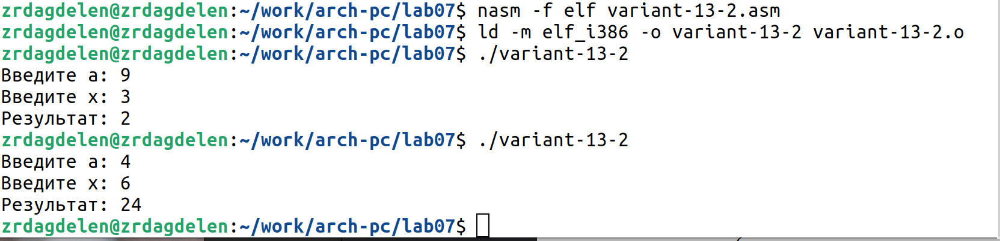 zrdagdelen@zrdagdelen:~/work/arch-pc/lab07$ nasm -f elf variant-13-2.asm
zrdagdelen@zrdagdelen:~/work/arch-pc/lab07$ ld -m elf_i386 -o variant-13-2 variant-13-2.o
zrdagdelen@zrdagdelen:~/work/arch-pc/lab07$ ./variant-13-2
Введите а: 9
Введите х: 3
Результат: 2
zrdagdelen@zrdagdelen:~/work/arch-pc/lab07$ ./variant-13-2
Введите а: 4
Введите х: 6
Результат: 24
zrdagdelen@zrdagdelen:~/work/arch-pc/lab07$